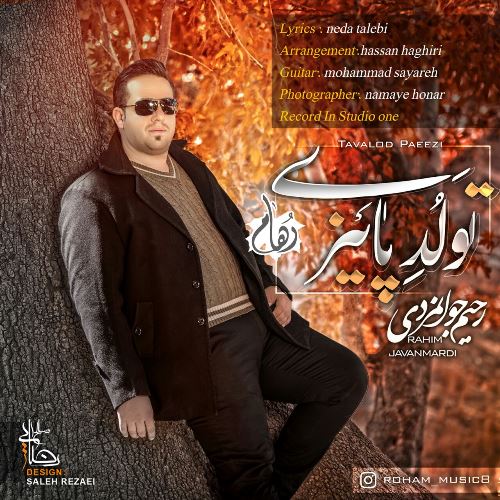 Lyrics : neda talebi
Arrangement:hassan haghiri
Guitar: mohammad sayareh
Photographer: namaye honar
Record In Studio one
Tavalod Paeezi
تولدِ پائیزی
رُهام
رحیم جوانمردی
RAHIM
JAVANMARDI
DESIGN:
SALEH REZAEI
roham_music8